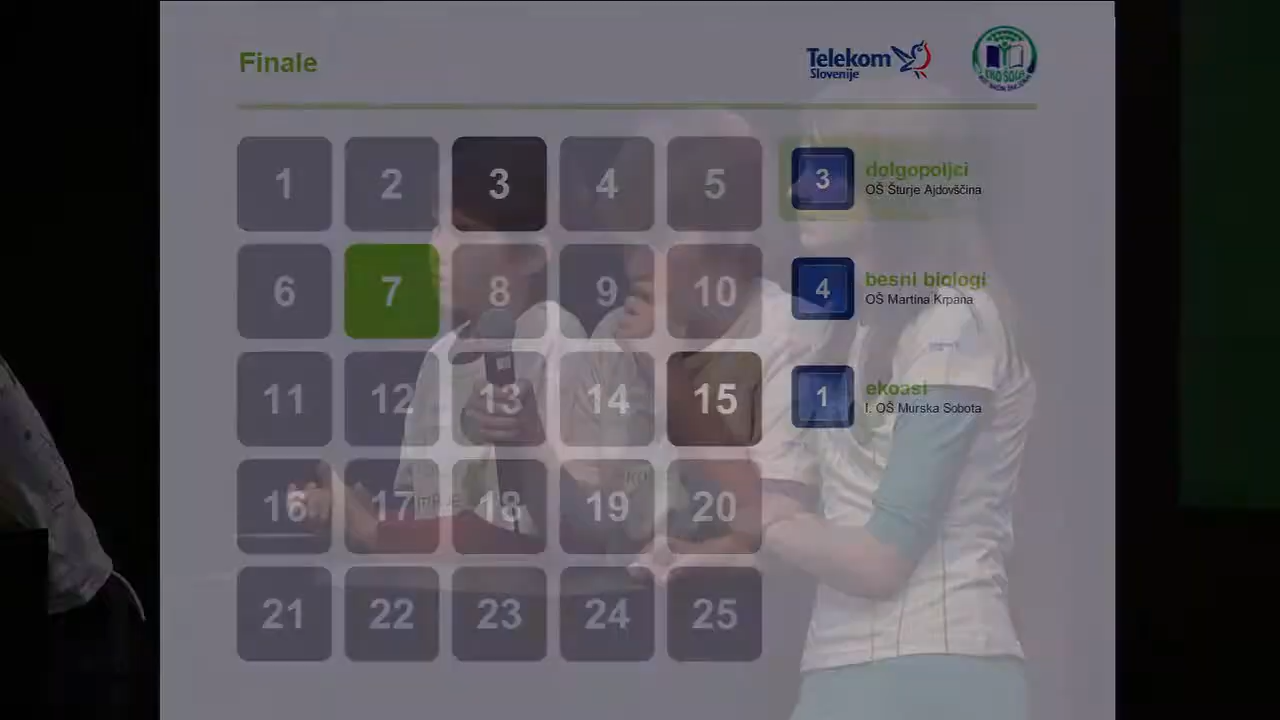 Finale
Telekom
Slovenije
EKO ŠOLA
1 2 3 4 5
6 7 8 9 10
11 12 13 14 15
16 17 18 19 20
21 22 23 24 25
3
dolgopoljci
OŠ Šturje Ajdovščina
4
besni biologi
OŠ Martina Krpana
1
ekoasi
I. OŠ Murska Sobota